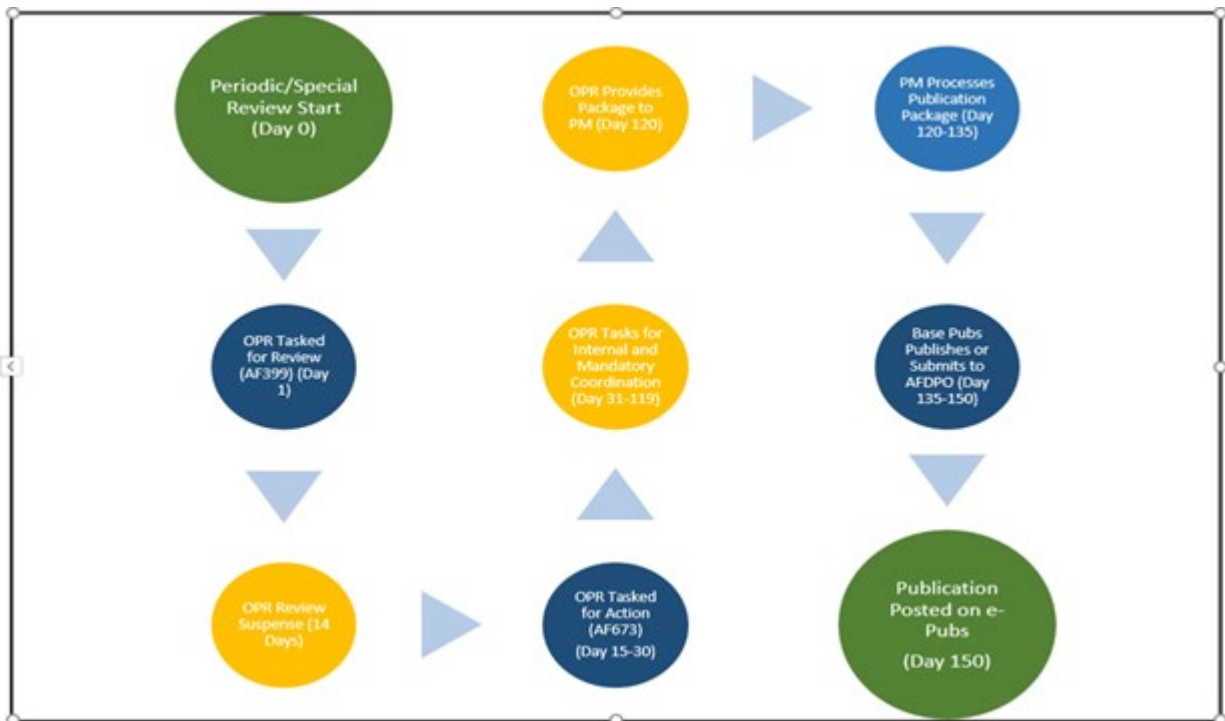 Periodic/Special
Review Start
(Day 0)
OPR Tasked
for Review
(AF399) (Day
1)
OPR Review
Suspense (14
Days)
OPR Tasked
for Action
(AF673)
(Day 15-30)
OPR Tasks for
Internal and
Mandatory
Coordination
(Day 31-119)
OPR Provides
Package to
PM (Day 120)
PM Processes
Publication
Package (Day
120-135)
Base Pubs
Publishes or
Submits to
AFDPO (Day
135-150)
Publication
Posted on e-
Pubs
(Day 150)